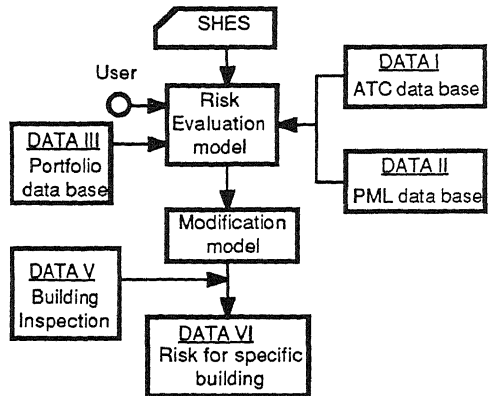 SHES
User
Risk
Evaluation
model
DATA I
ATC data base
DATA III
Portfolio
data base
DATA II
PML data base
Modification
model
DATA V
Building
Inspection
DATA VI
Risk for specific
building